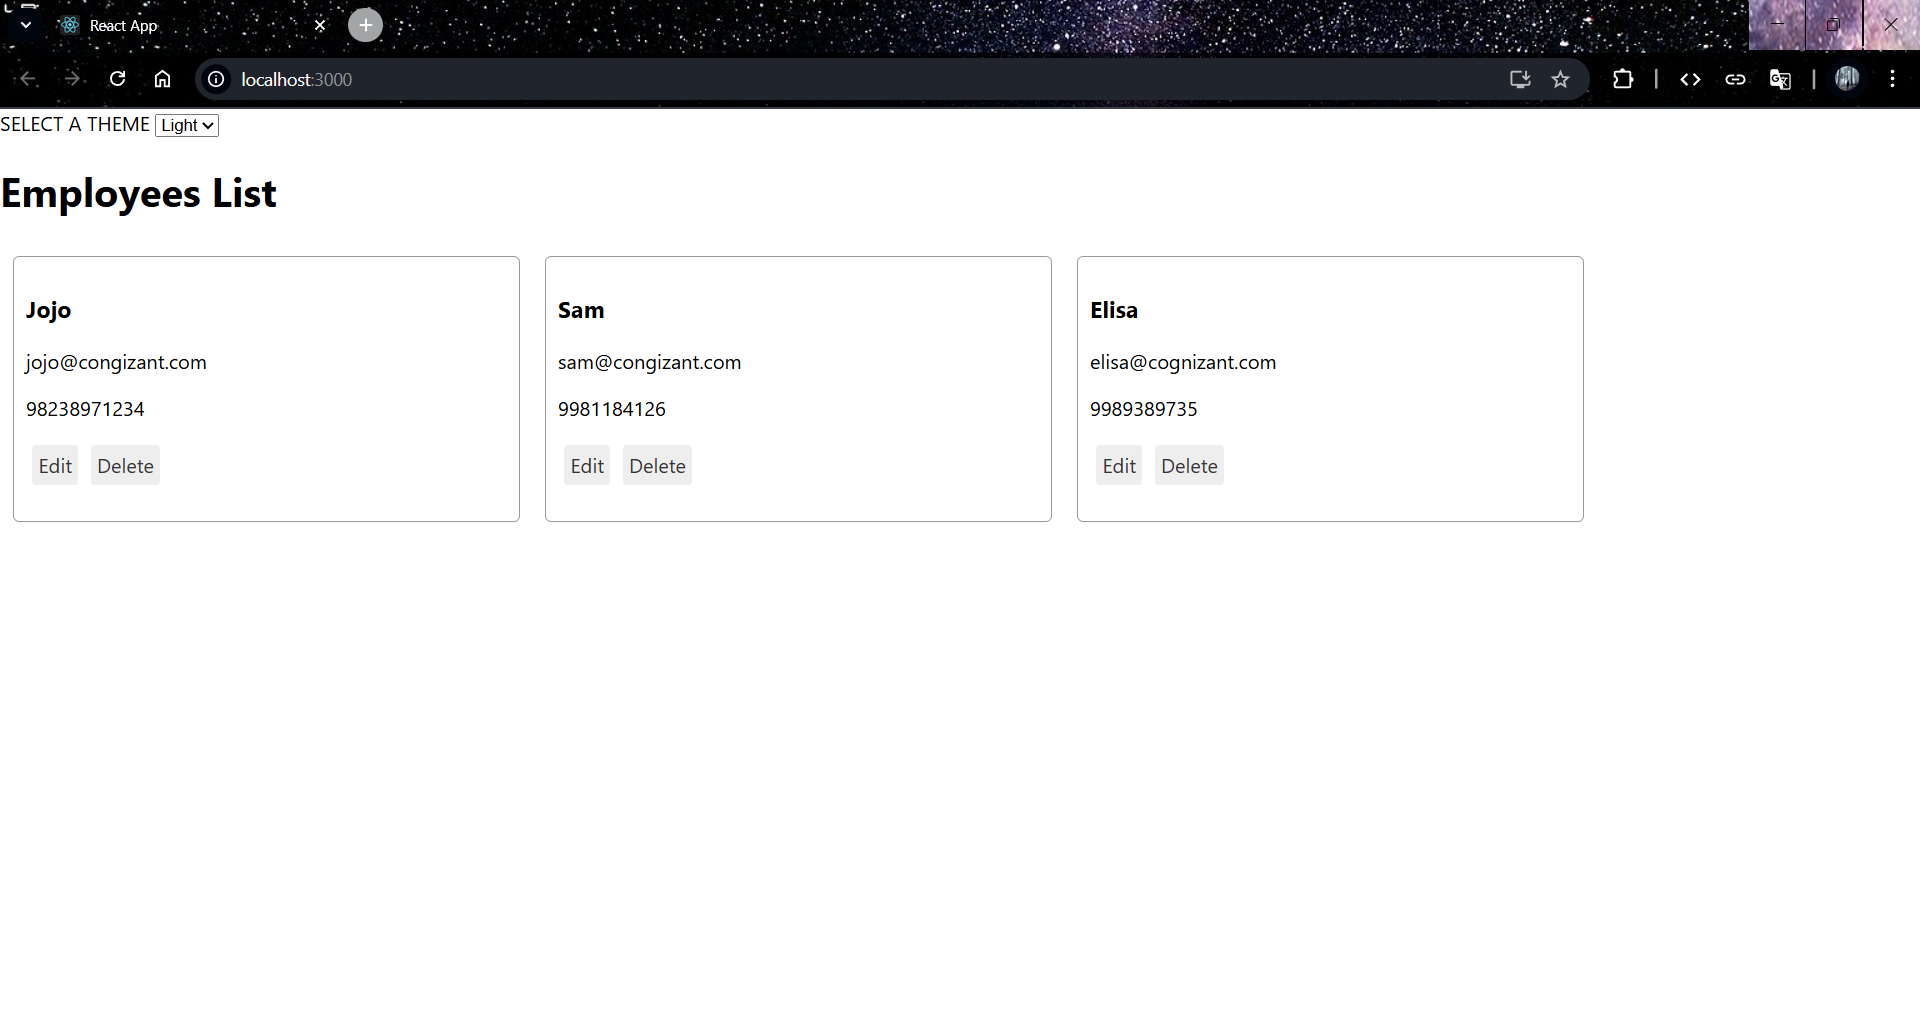 React App
localhost:3000
SELECT A THEME Light
Employees List
Jojo
jojo@congizant.com
98238971234
Edit Delete
Sam
sam@congizant.com
9981184126
Edit Delete
Elisa
elisa@cognizant.com
9989389735
Edit Delete